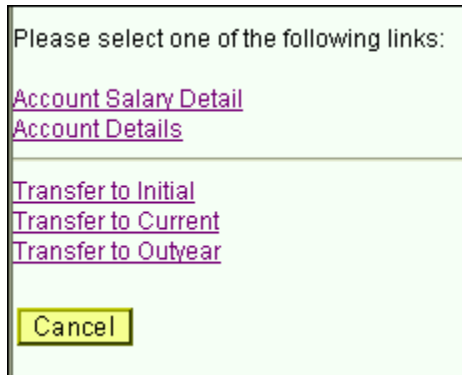 Please select one of the following links:
Account Salary Detail
Account Details
Transfer to Initial
Transfer to Current
Transfer to Outyear
Cancel